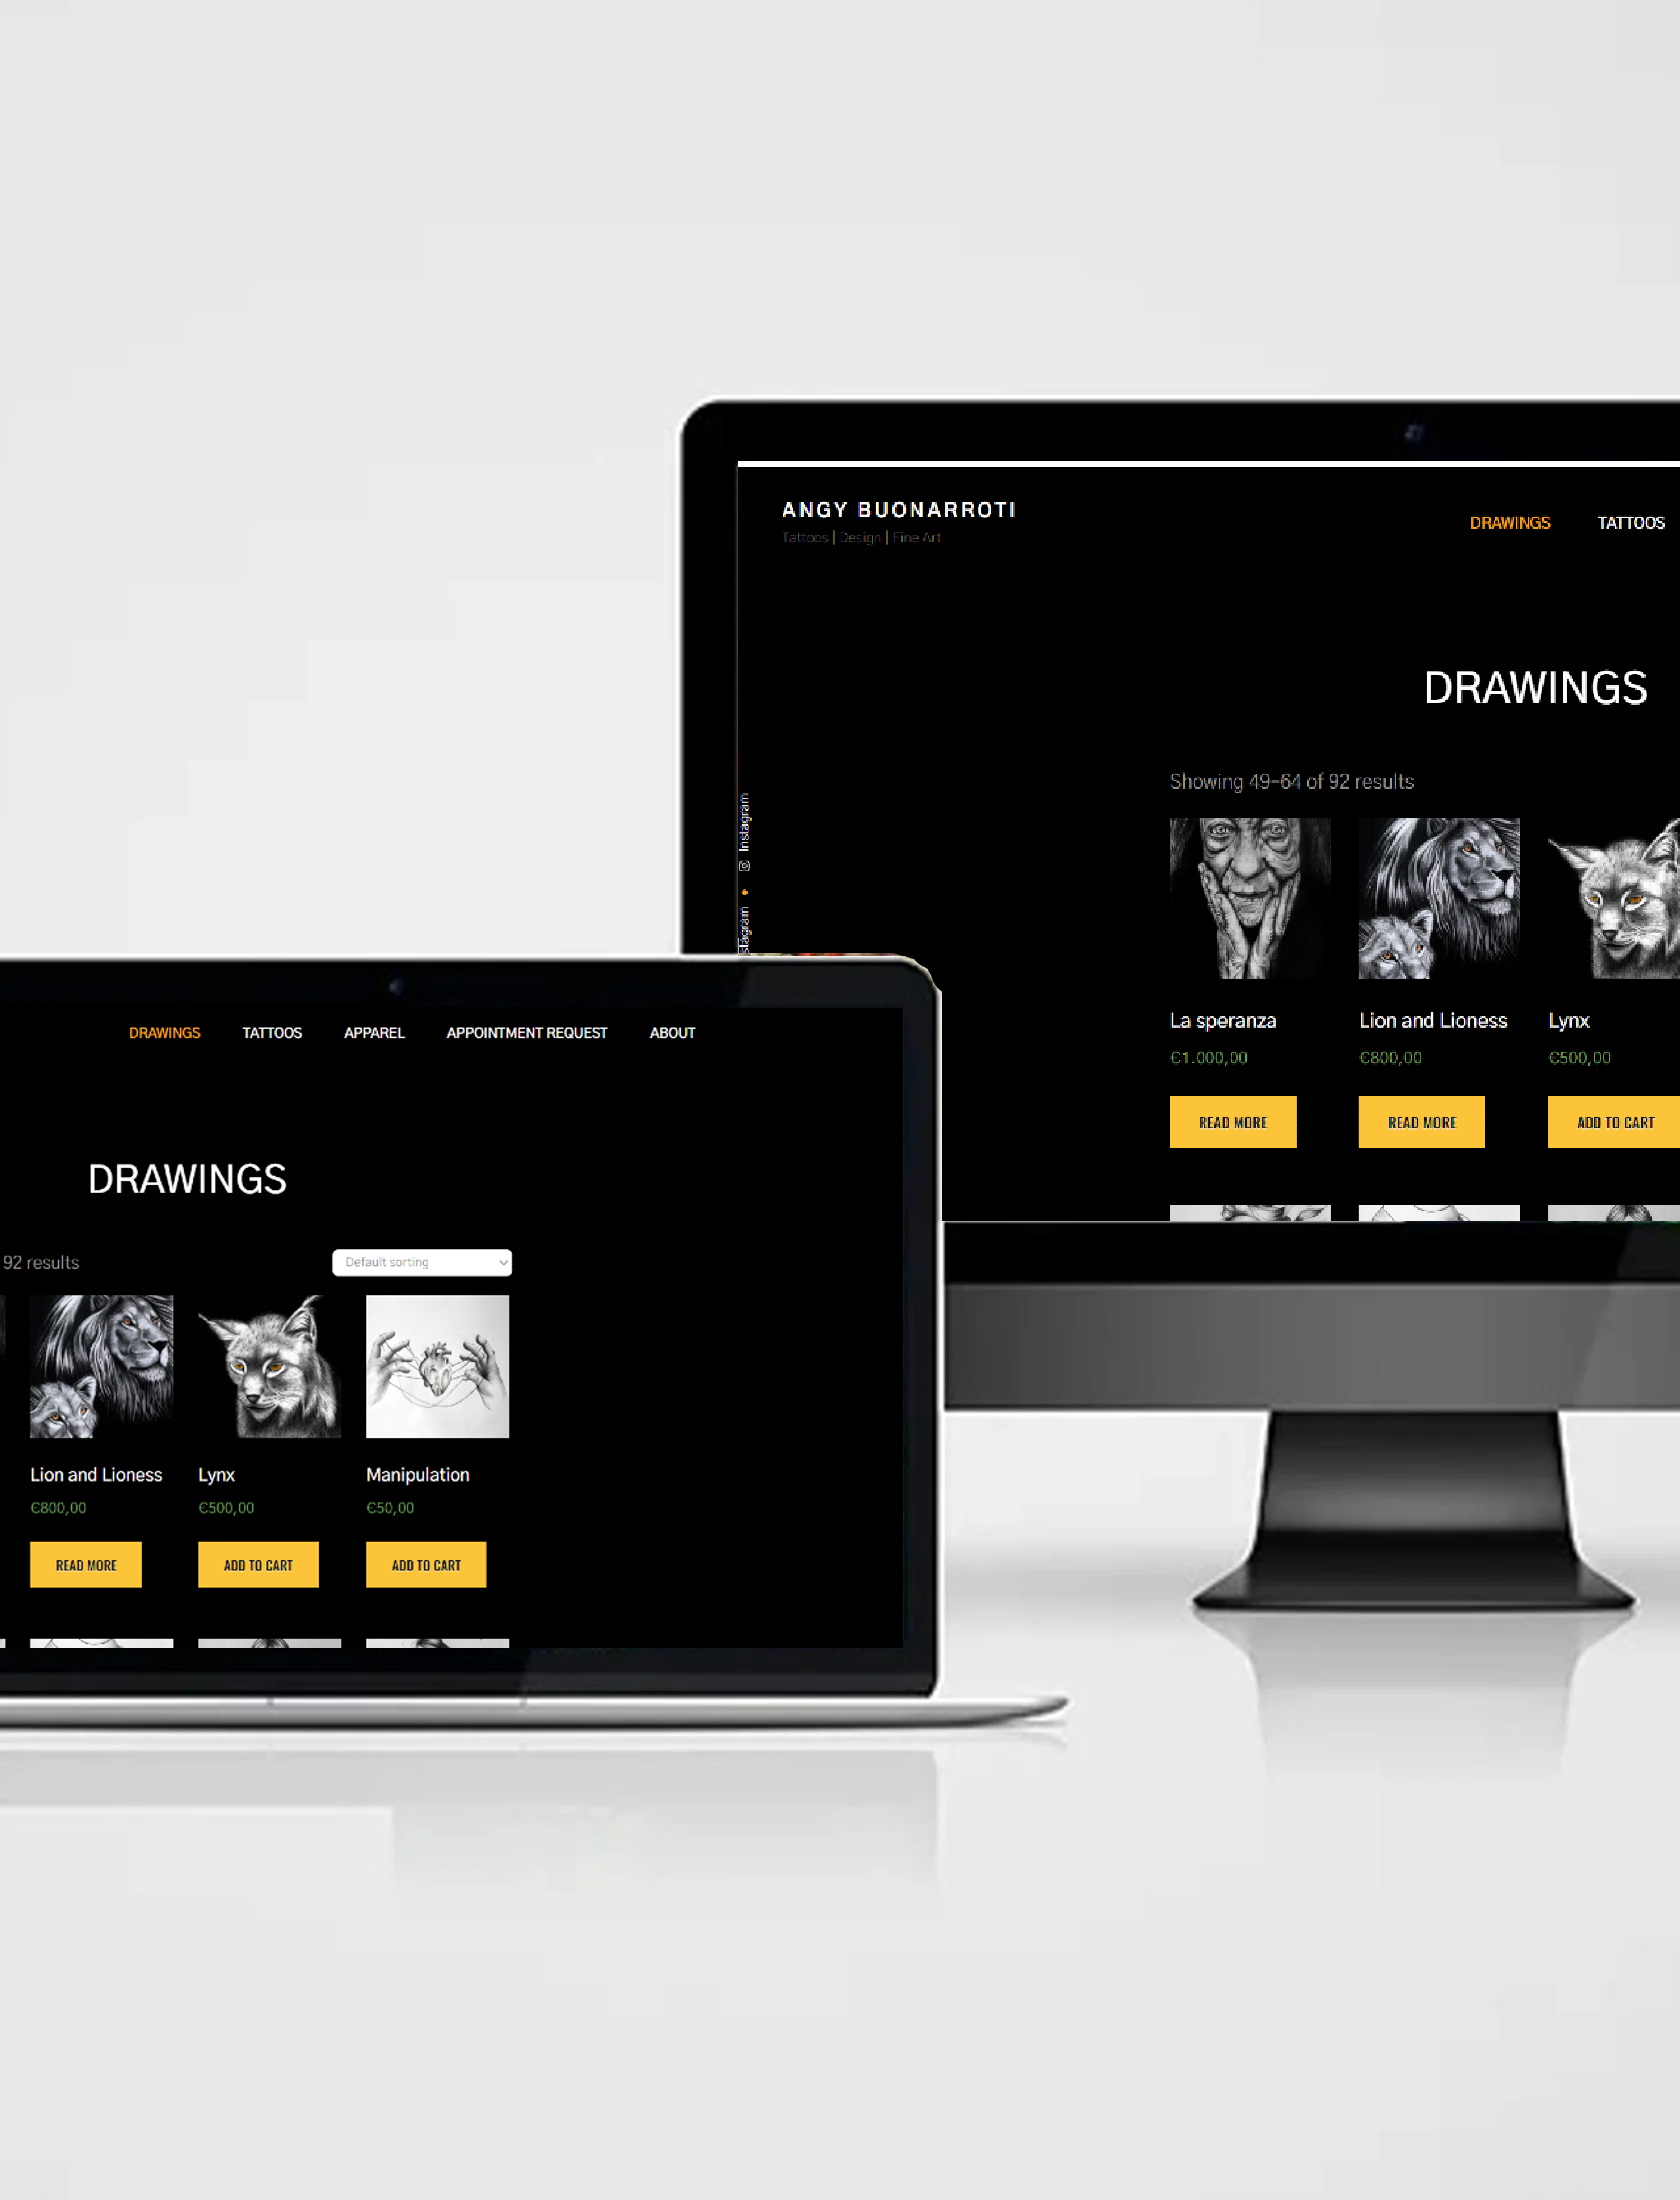 ANGY BUONARROTI
Tattoos | Design | Fine Art
DRAWINGS TATTOOS
DRAWINGS
Showing 49–64 of 92 results
Instagram
stagram
La speranza Lion and Lioness Lynx
€1.000,00 €800,00 €500,00
READ MORE READ MORE ADD TO CART
DRAWINGS TATTOOS APPAREL APPOINTMENT REQUEST ABOUT
DRAWINGS
92 results Default sorting
Lion and Lioness Lynx Manipulation
€800,00 €500,00 €50,00
READ MORE ADD TO CART ADD TO CART